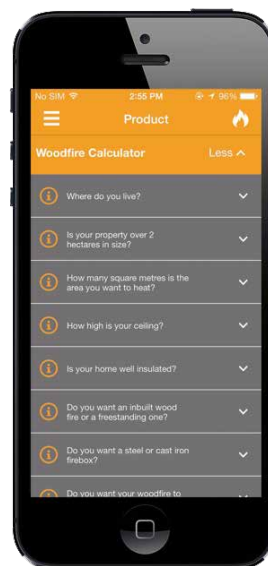 No SIM 2:55 PM 96%
Product
Woodfire Calculator Less
Where do you live?
Is your property over 2
hectares in size?
How many square metres is the
area you want to heat?
How high is your ceiling?
Is your home well insulated?
Do you want an inbuilt wood
fire or a freestanding one?
Do you want a steel or cast iron
firebox?
Do you want your woodfire to